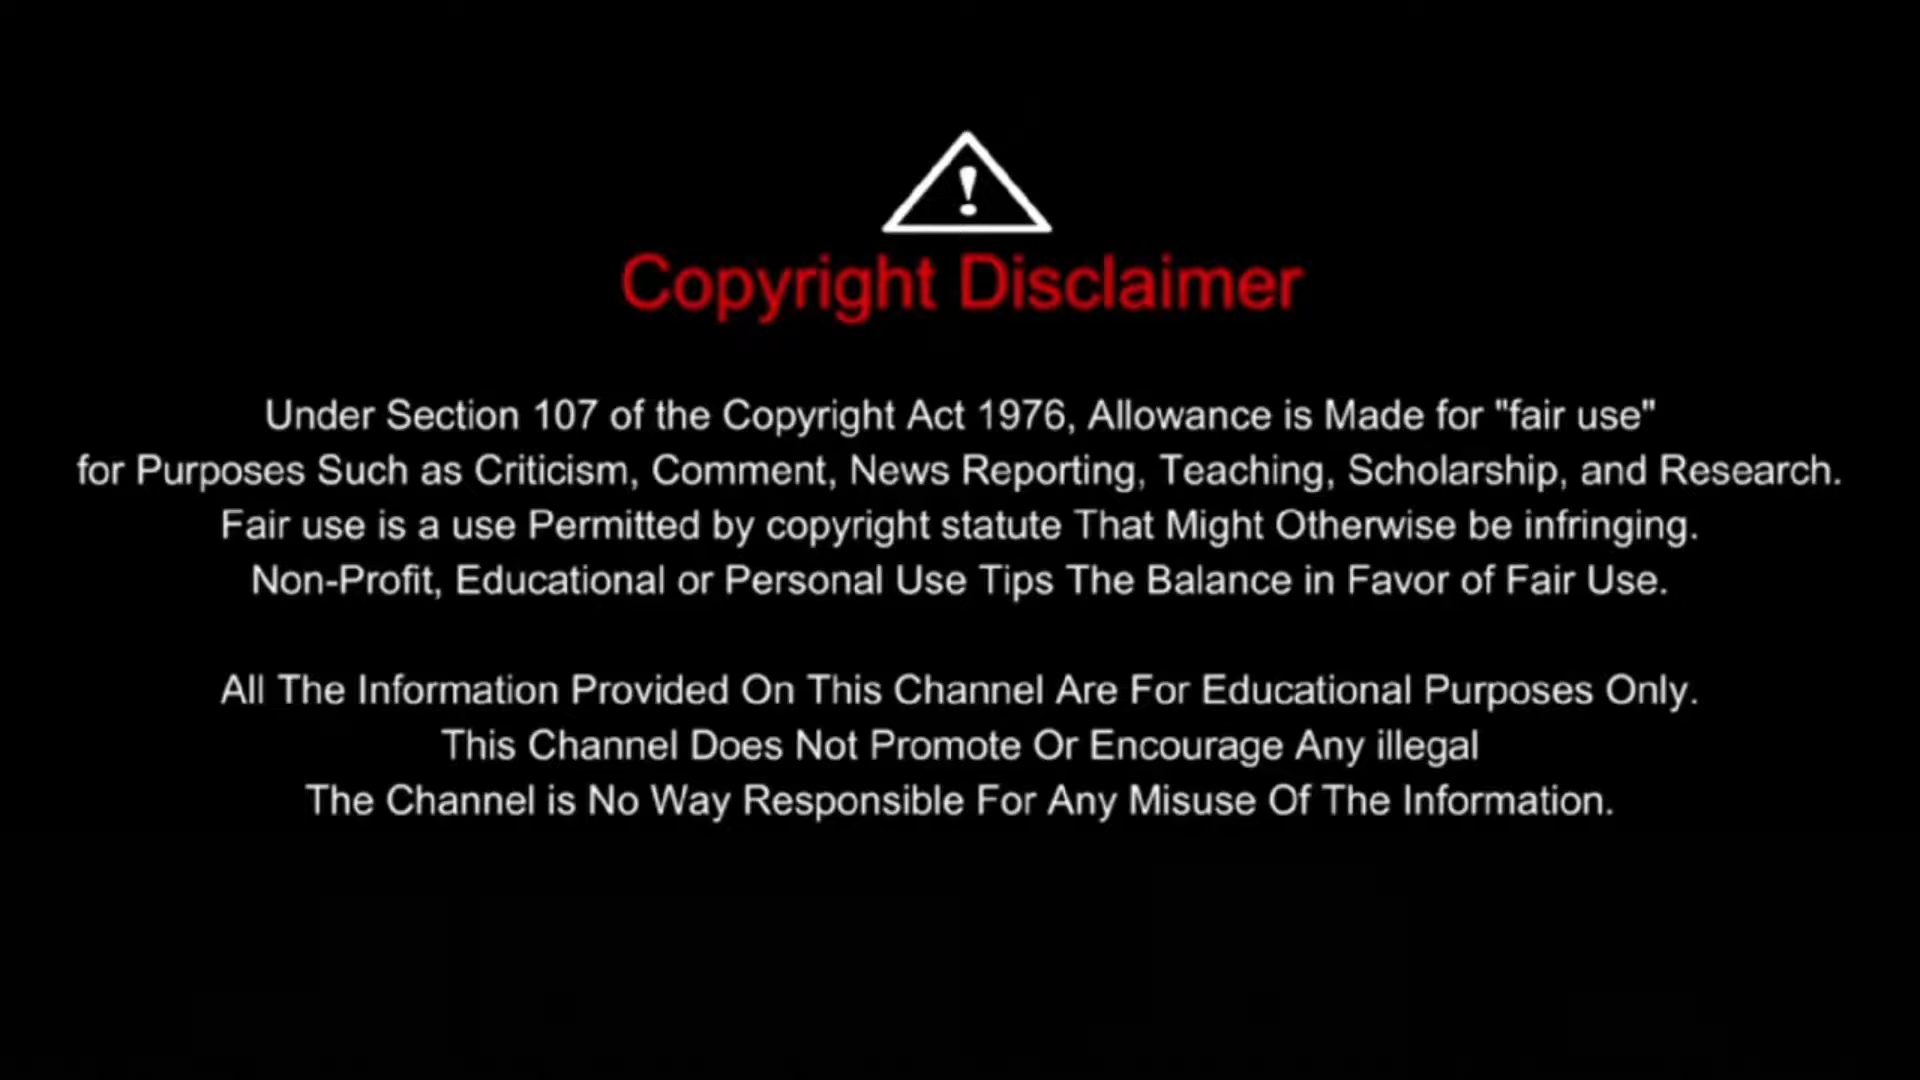 !
Copyright Disclaimer
Under Section 107 of the Copyright Act 1976, Allowance is Made for "fair use"
for Purposes Such as Criticism, Comment, News Reporting, Teaching, Scholarship, and Research.
Fair use is a use Permitted by copyright statute That Might Otherwise be infringing.
Non-Profit, Educational or Personal Use Tips The Balance in Favor of Fair Use.
All The Information Provided On This Channel Are For Educational Purposes Only.
This Channel Does Not Promote Or Encourage Any illegal
The Channel is No Way Responsible For Any Misuse Of The Information.